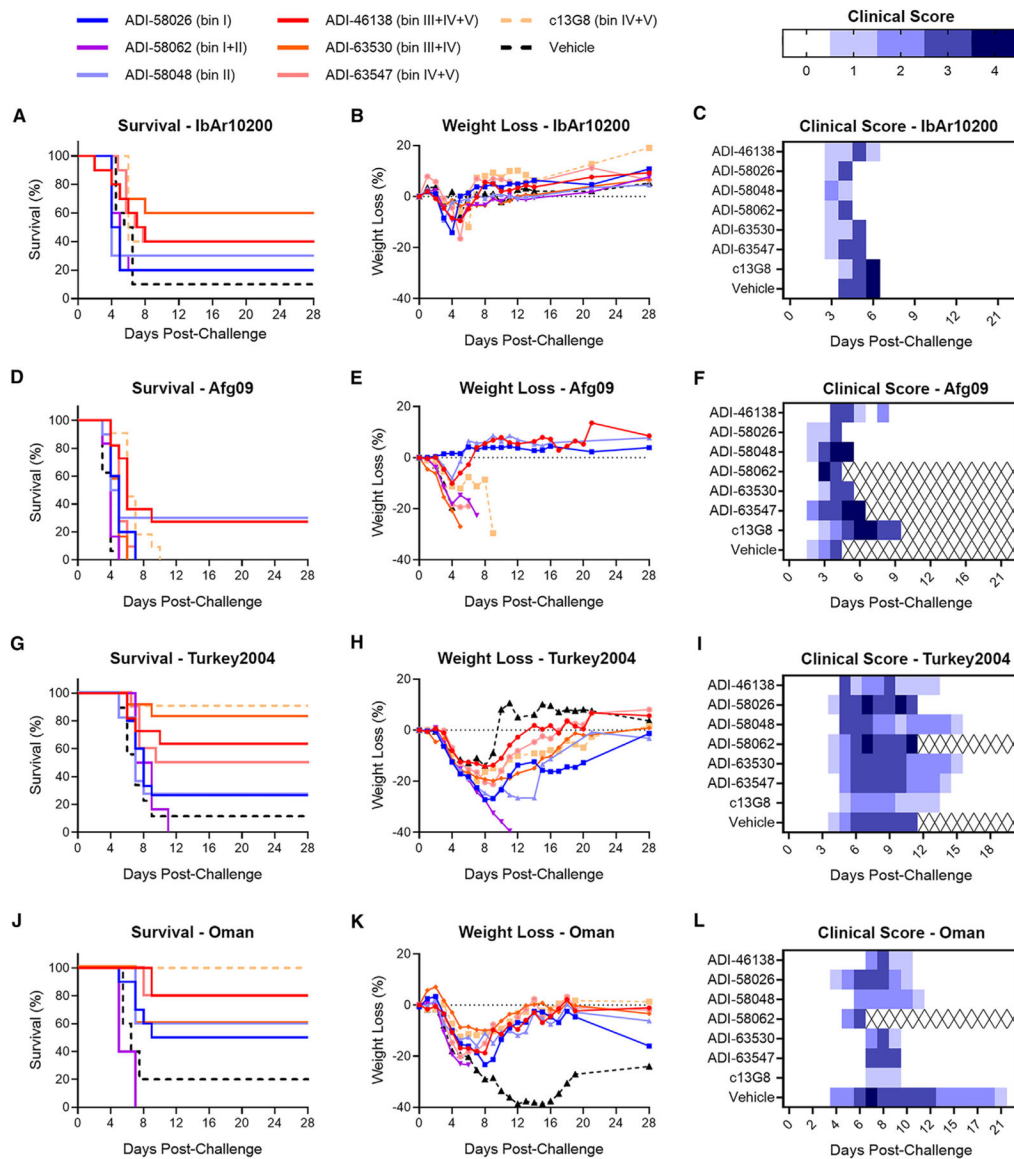 ADI-58026 (bin I)
ADI-46138 (bin III+IV+V)
c13G8 (bin IV+V)
ADI-58062 (bin I+II)
ADI-63530 (bin III+IV)
Vehicle
ADI-58048 (bin II)
ADI-63547 (bin IV+V)
Clinical Score
0 1 2 3 4
A
Survival - IbAr10200
Survival (%)
100
80
60
40
20
0
0 4 8 12 16 20 24 28
Days Post-Challenge
B
Weight Loss - IbAr10200
Weight Loss (%)
20
0
-20
-40
0 4 8 12 16 20 24 28
Days Post-Challenge
C
Clinical Score - IbAr10200
ADI-46138
ADI-58026
ADI-58048
ADI-58062
ADI-63530
ADI-63547
c13G8
Vehicle
0 3 6 9 12 16 21
Days Post-Challenge
D
Survival - Afg09
Survival (%)
100
80
60
40
20
0
0 4 8 12 16 20 24 28
Days Post-Challenge
E
Weight Loss - Afg09
Weight Loss (%)
20
0
-20
-40
0 4 8 12 16 20 24 28
Days Post-Challenge
F
Clinical Score - Afg09
ADI-46138
ADI-58026
ADI-58048
ADI-58062
ADI-63530
ADI-63547
c13G8
Vehicle
0 3 6 9 12 16 21
Days Post-Challenge
G
Survival - Turkey2004
Survival (%)
100
80
60
40
20
0
0 4 8 12 16 20 24 28
Days Post-Challenge
H
Weight Loss - Turkey2004
Weight Loss (%)
20
0
-20
-40
0 4 8 12 16 20 24 28
Days Post-Challenge
I
Clinical Score - Turkey2004
ADI-46138
ADI-58026
ADI-58048
ADI-58062
ADI-63530
ADI-63547
c13G8
Vehicle
0 3 6 9 12 15 18
Days Post-Challenge
J
Survival - Oman
Survival (%)
100
80
60
40
20
0
0 4 8 12 16 20 24 28
Days Post-Challenge
K
Weight Loss - Oman
Weight Loss (%)
20
0
-20
-40
0 4 8 12 16 20 24 28
Days Post-Challenge
L
Clinical Score - Oman
ADI-46138
ADI-58026
ADI-58048
ADI-58062
ADI-63530
ADI-63547
c13G8
Vehicle
0 2 4 6 8 10 12 15 17 21
Days Post-Challenge